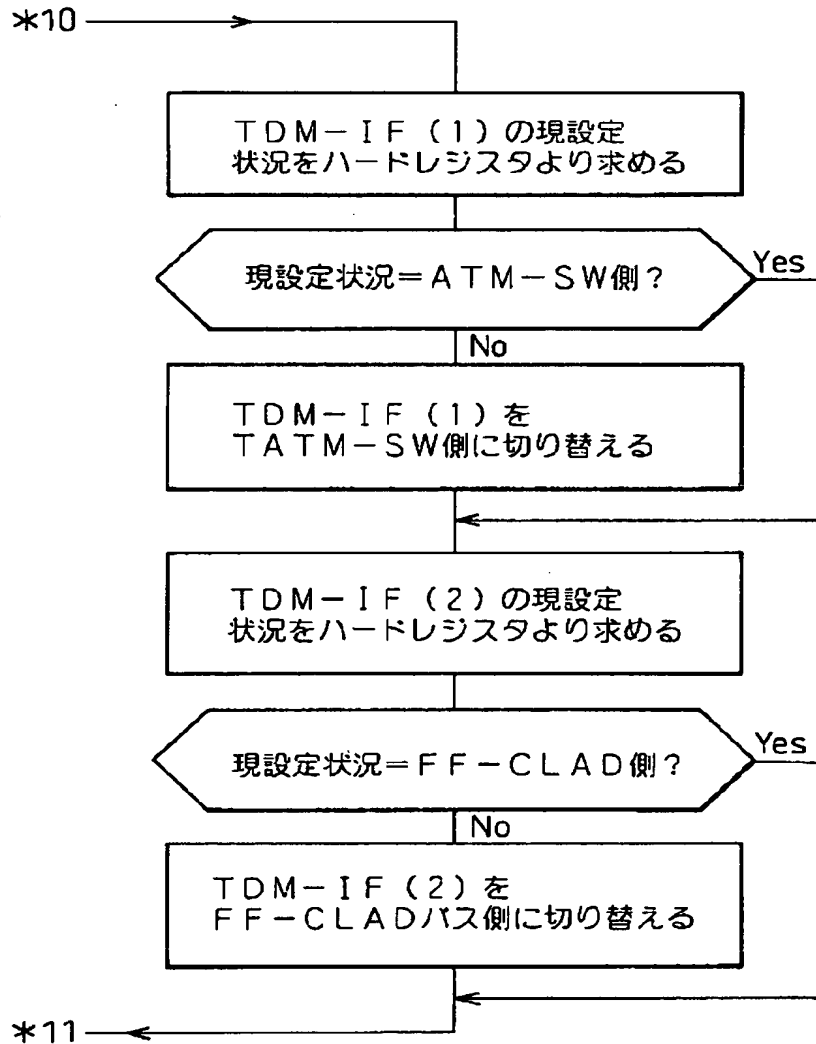 *10
TDM-IF(1)の現設定
状況をハードレジスタより求める
現設定状況=ATM-SW側?
Yes
No
TDM-IF(1)を
TATM-SW側に切り替える
TDM-IF(2)の現設定
状況をハードレジスタより求める
現設定状況=FF-CLAD側?
Yes
No
TDM-IF(2)を
FF-CLADパス側に切り替える
*11